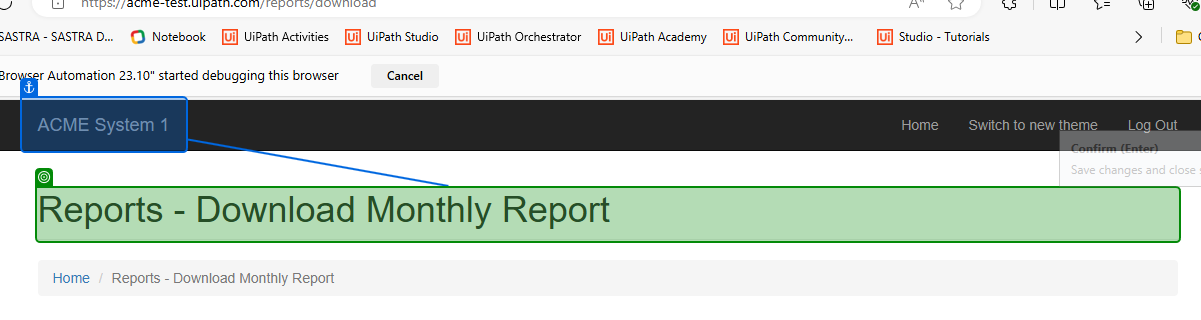 https://acme-test.uipath.com/reports/download
SASTRA - SASTRA D... Notebook UiPath Activities UiPath Studio UiPath Orchestrator UiPath Academy UiPath Community... Studio - Tutorials
Browser Automation 23.10" started debugging this browser Cancel
ACME System 1 Home Switch to new theme Log Out
Confirm (Enter)
Save changes and close
Reports - Download Monthly Report
Home / Reports - Download Monthly Report